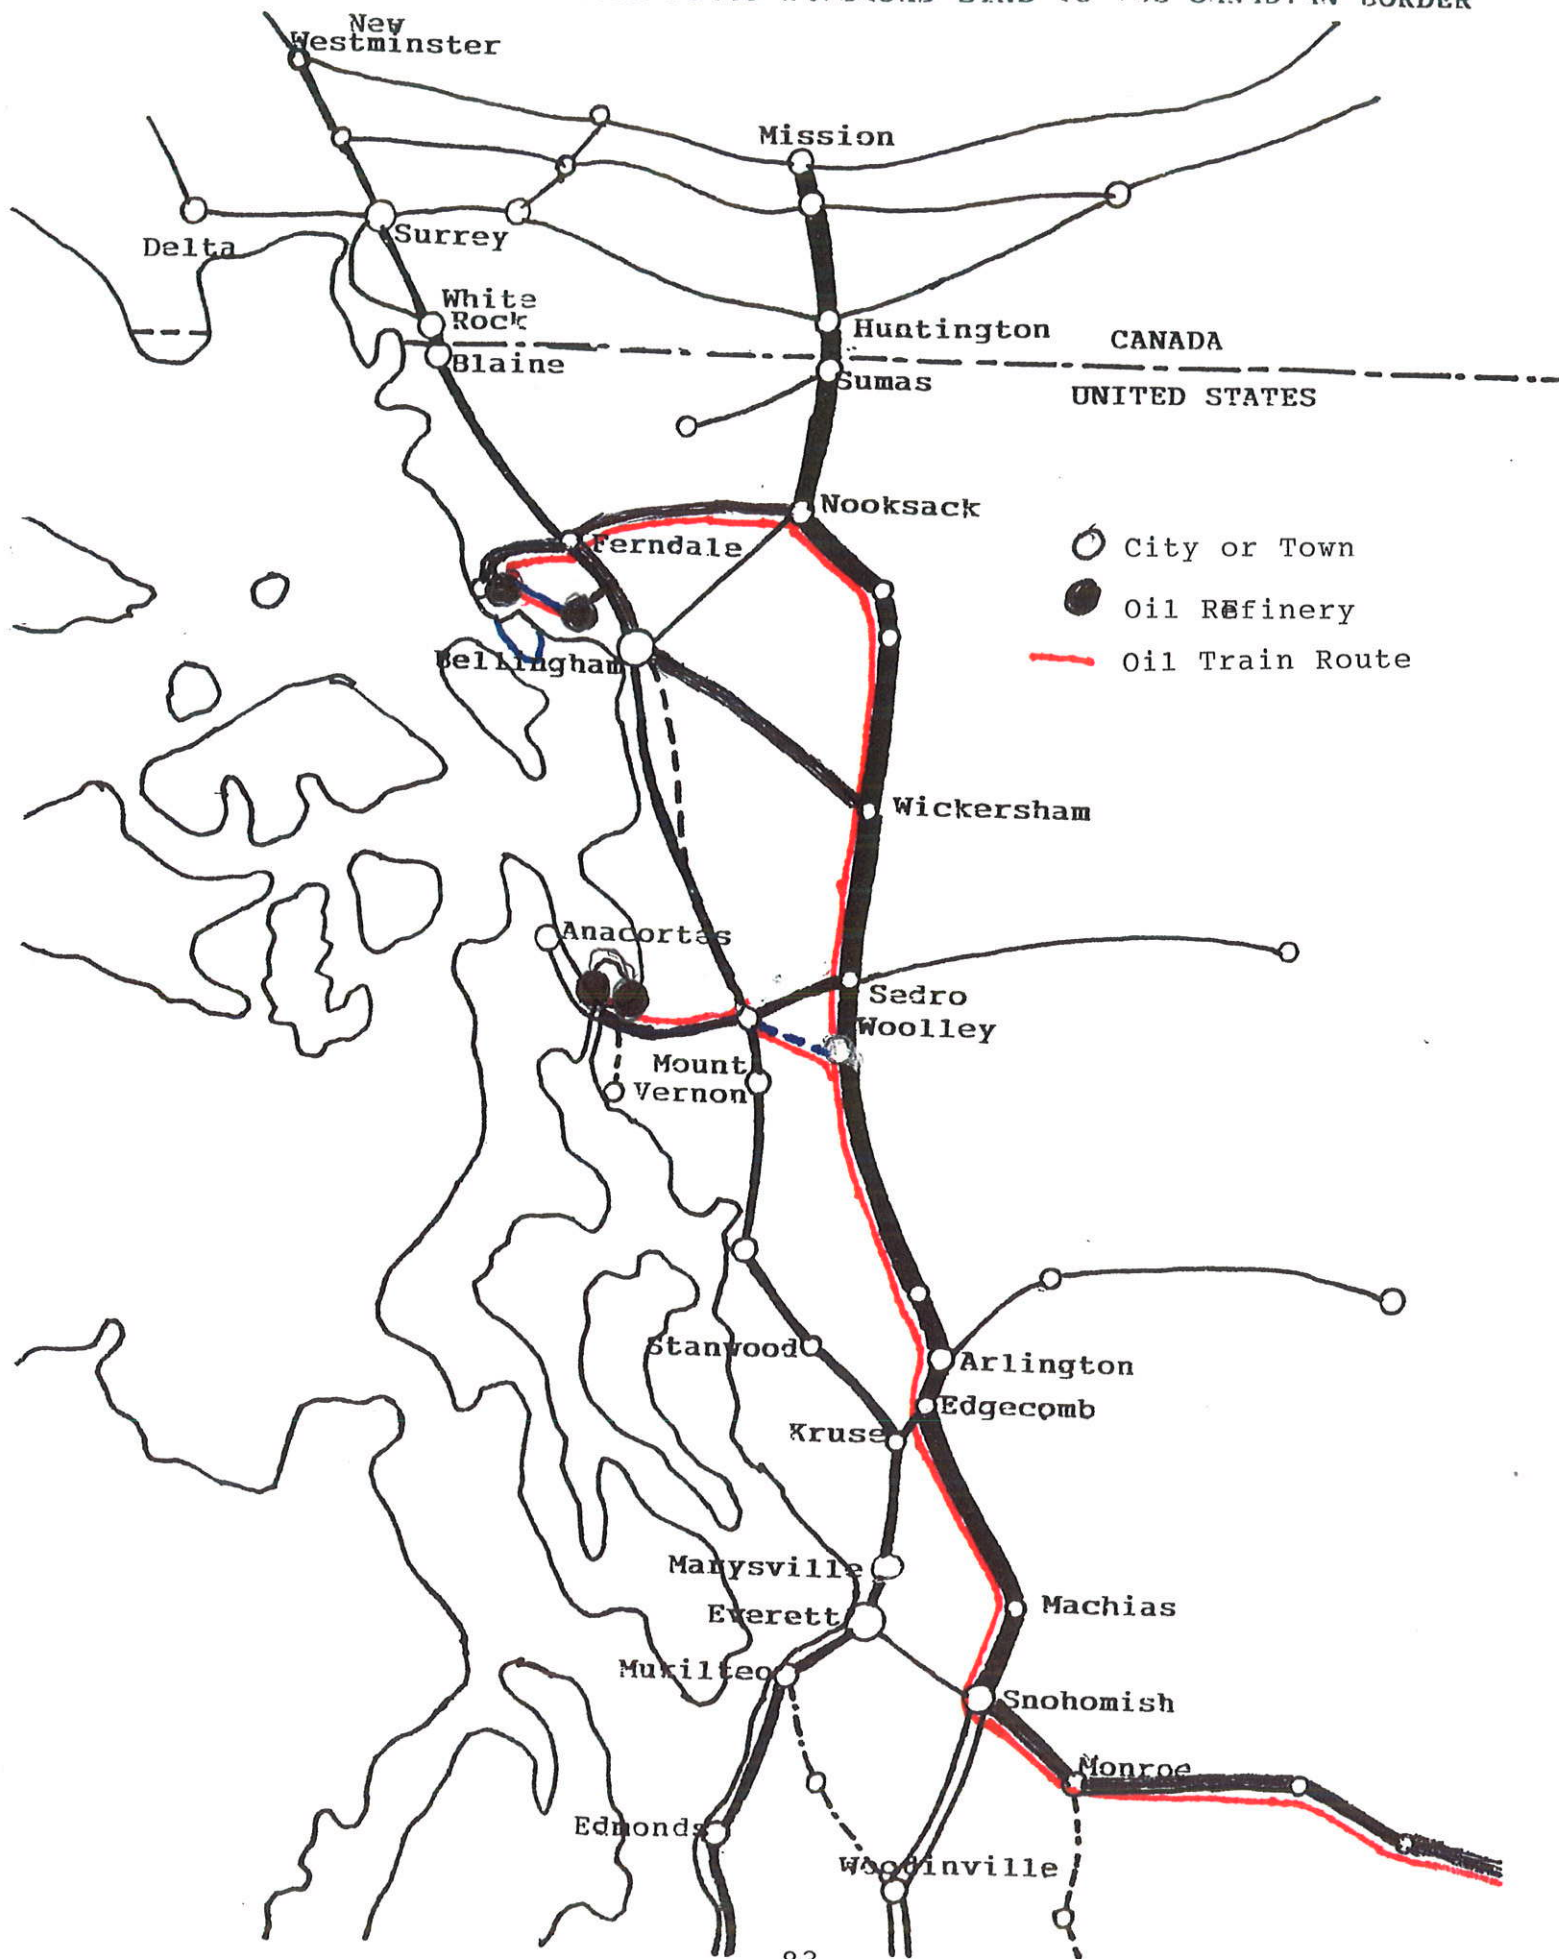 BORDER
New
Westminster
Mission
Delta
Surrey
White
Rock
Huntington
CANADA
Blaine
Sumas
UNITED STATES
Nooksack
Ferndale
City or Town
Oil Refinery
Oil Train Route
Bellingham
Wickersham
Anacortes
Sedro
Woolley
Mount
Vernon
Stanwood
Arlington
Edgecomb
Kruse
Marysville
Everett
Machias
Mukilteo
Snohomish
Monroe
Edmonds
Woodinville